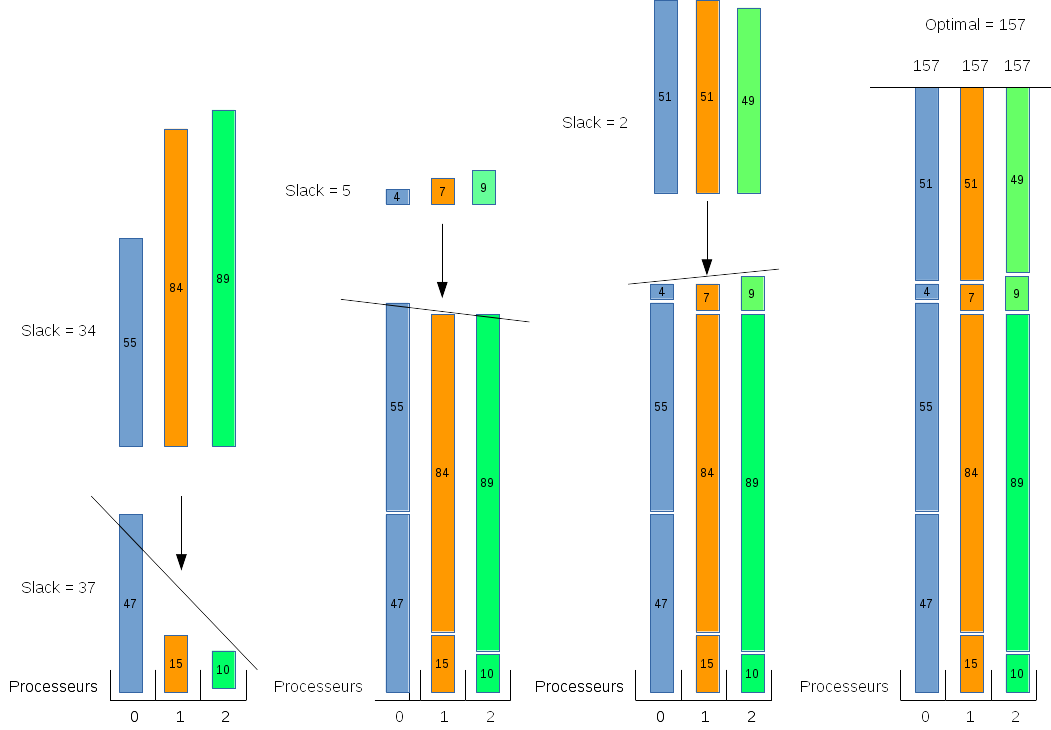 Slack = 34
55
84
89
Slack = 37
47
15
10
Processeurs
0 1 2
Slack = 5
4
7
9
55
84
89
47
15
10
Processeurs
0 1 2
Slack = 2
51
51
49
4
7
9
55
84
89
47
15
10
Processeurs
0 1 2
Optimal = 157
157 157 157
51
51
49
4
7
9
55
84
89
47
15
10
Processeurs
0 1 2